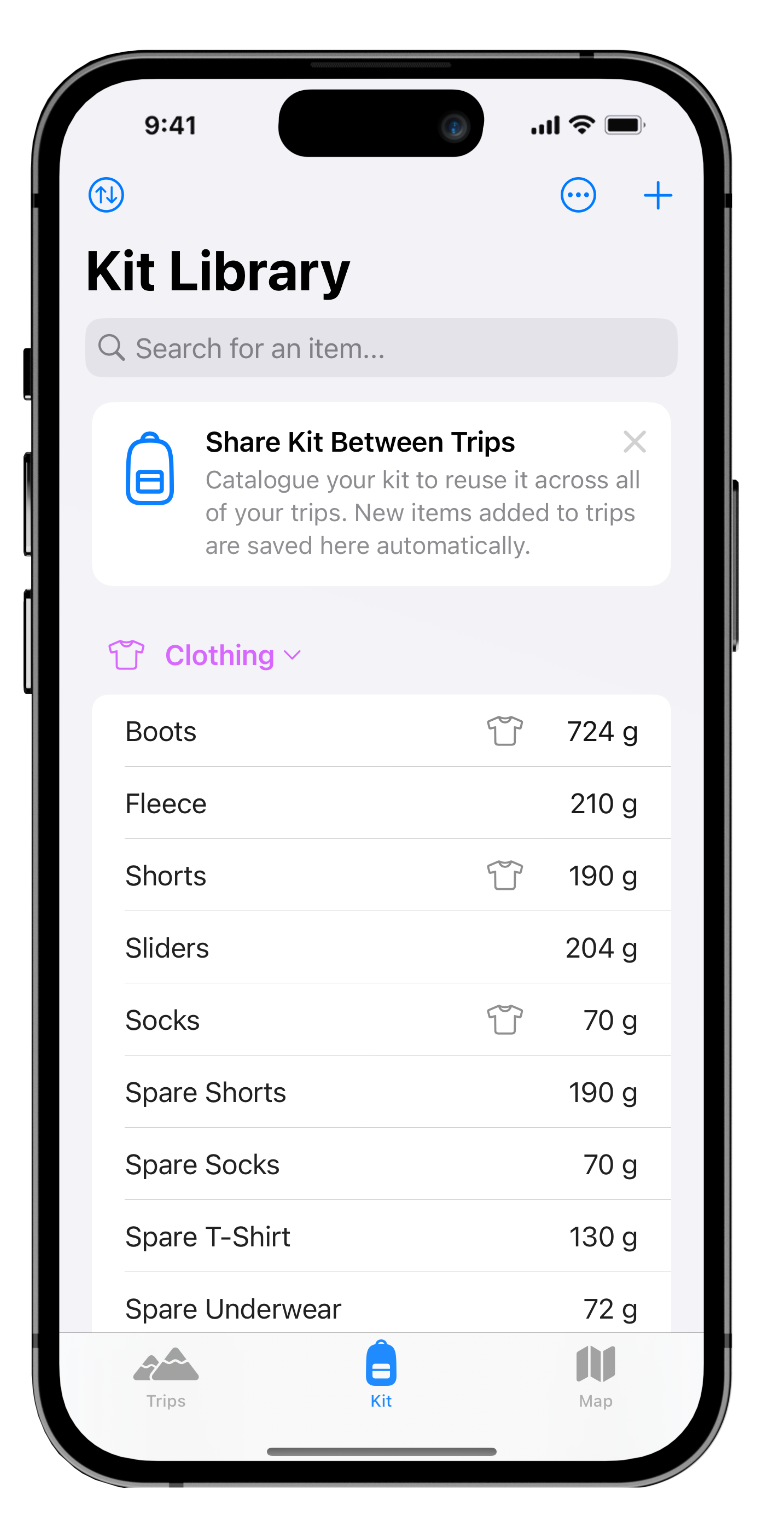 9:41
Kit Library
Search for an item...
Share Kit Between Trips
Catalogue your kit to reuse it across all
of your trips. New items added to trips
are saved here automatically.
Clothing
Boots 724 g
Fleece 210 g
Shorts 190 g
Sliders 204 g
Socks 70 g
Spare Shorts 190 g
Spare Socks 70 g
Spare T-Shirt 130 g
Spare Underwear 72 g
Trips Kit Map